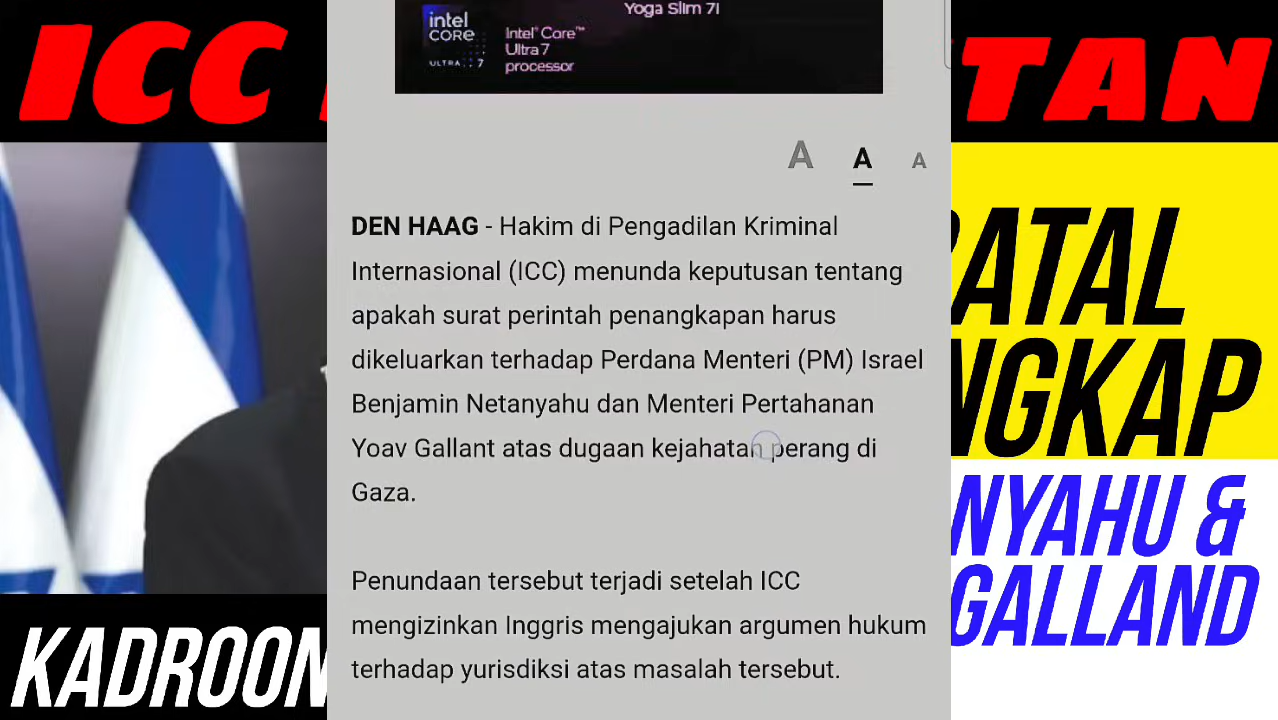 ICC
TAN
Yoga Slim 7i
intel
CORE
ULTRA 7
Intel® Core™
Ultra 7
processor
A A A
DEN HAAG - Hakim di Pengadilan Kriminal
Internasional (ICC) menunda keputusan tentang
apakah surat perintah penangkapan harus
dikeluarkan terhadap Perdana Menteri (PM) Israel
Benjamin Netanyahu dan Menteri Pertahanan
Yoav Gallant atas dugaan kejahatan perang di
Gaza.
Penundaan tersebut terjadi setelah ICC
mengizinkan Inggris mengajukan argumen hukum
terhadap yurisdiksi atas masalah tersebut.
ATAL
NGKAP
NYAHU &
GALLAND
KADROON